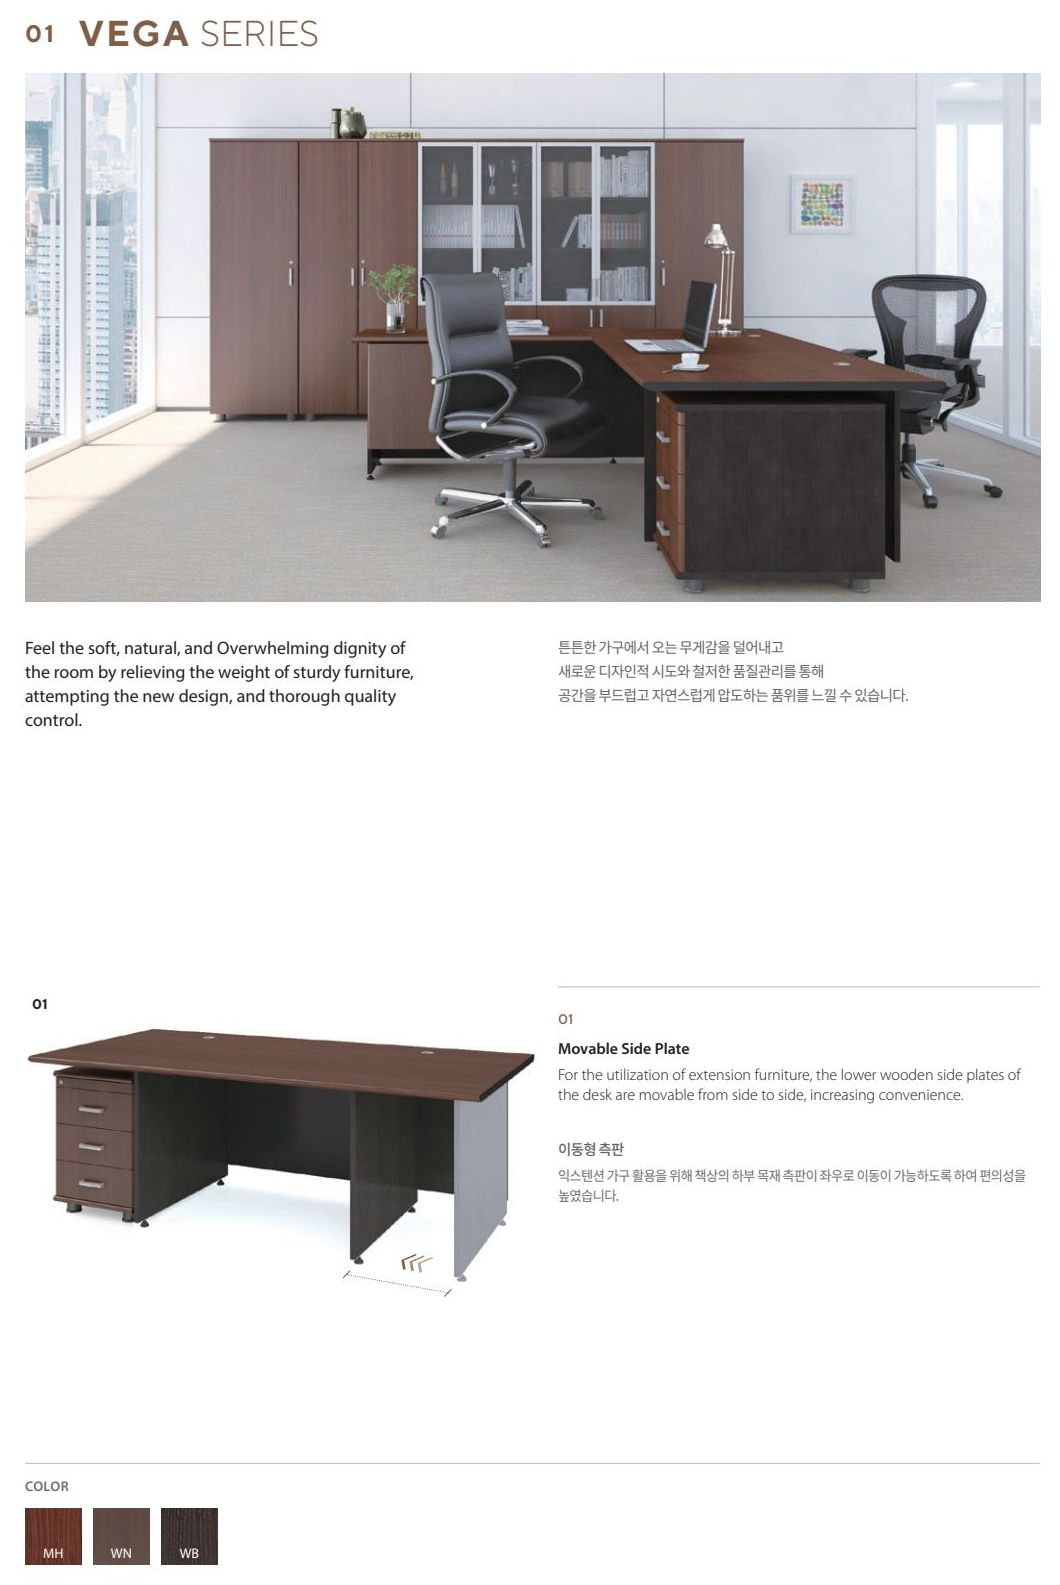 01 VEGA SERIES
Feel the soft, natural, and Overwhelming dignity of
the room by relieving the weight of sturdy furniture,
attempting the new design, and thorough quality
control.
튼튼한 가구에서 오는 무게감을 덜어내고
새로운 디자인적 시도와 철저한 품질관리를 통해
공간을 부드럽고 자연스럽게 압도하는 품위를 느낄 수 있습니다.
01
01
Movable Side Plate
For the utilization of extension furniture, the lower wooden side plates of
the desk are movable from side to side, increasing convenience.
이동형 측판
익스텐션 가구 활용을 위해 책상의 하부 목재 측판이 좌우로 이동이 가능하도록 하여 편의성을
높였습니다.
COLOR
MH WN WB